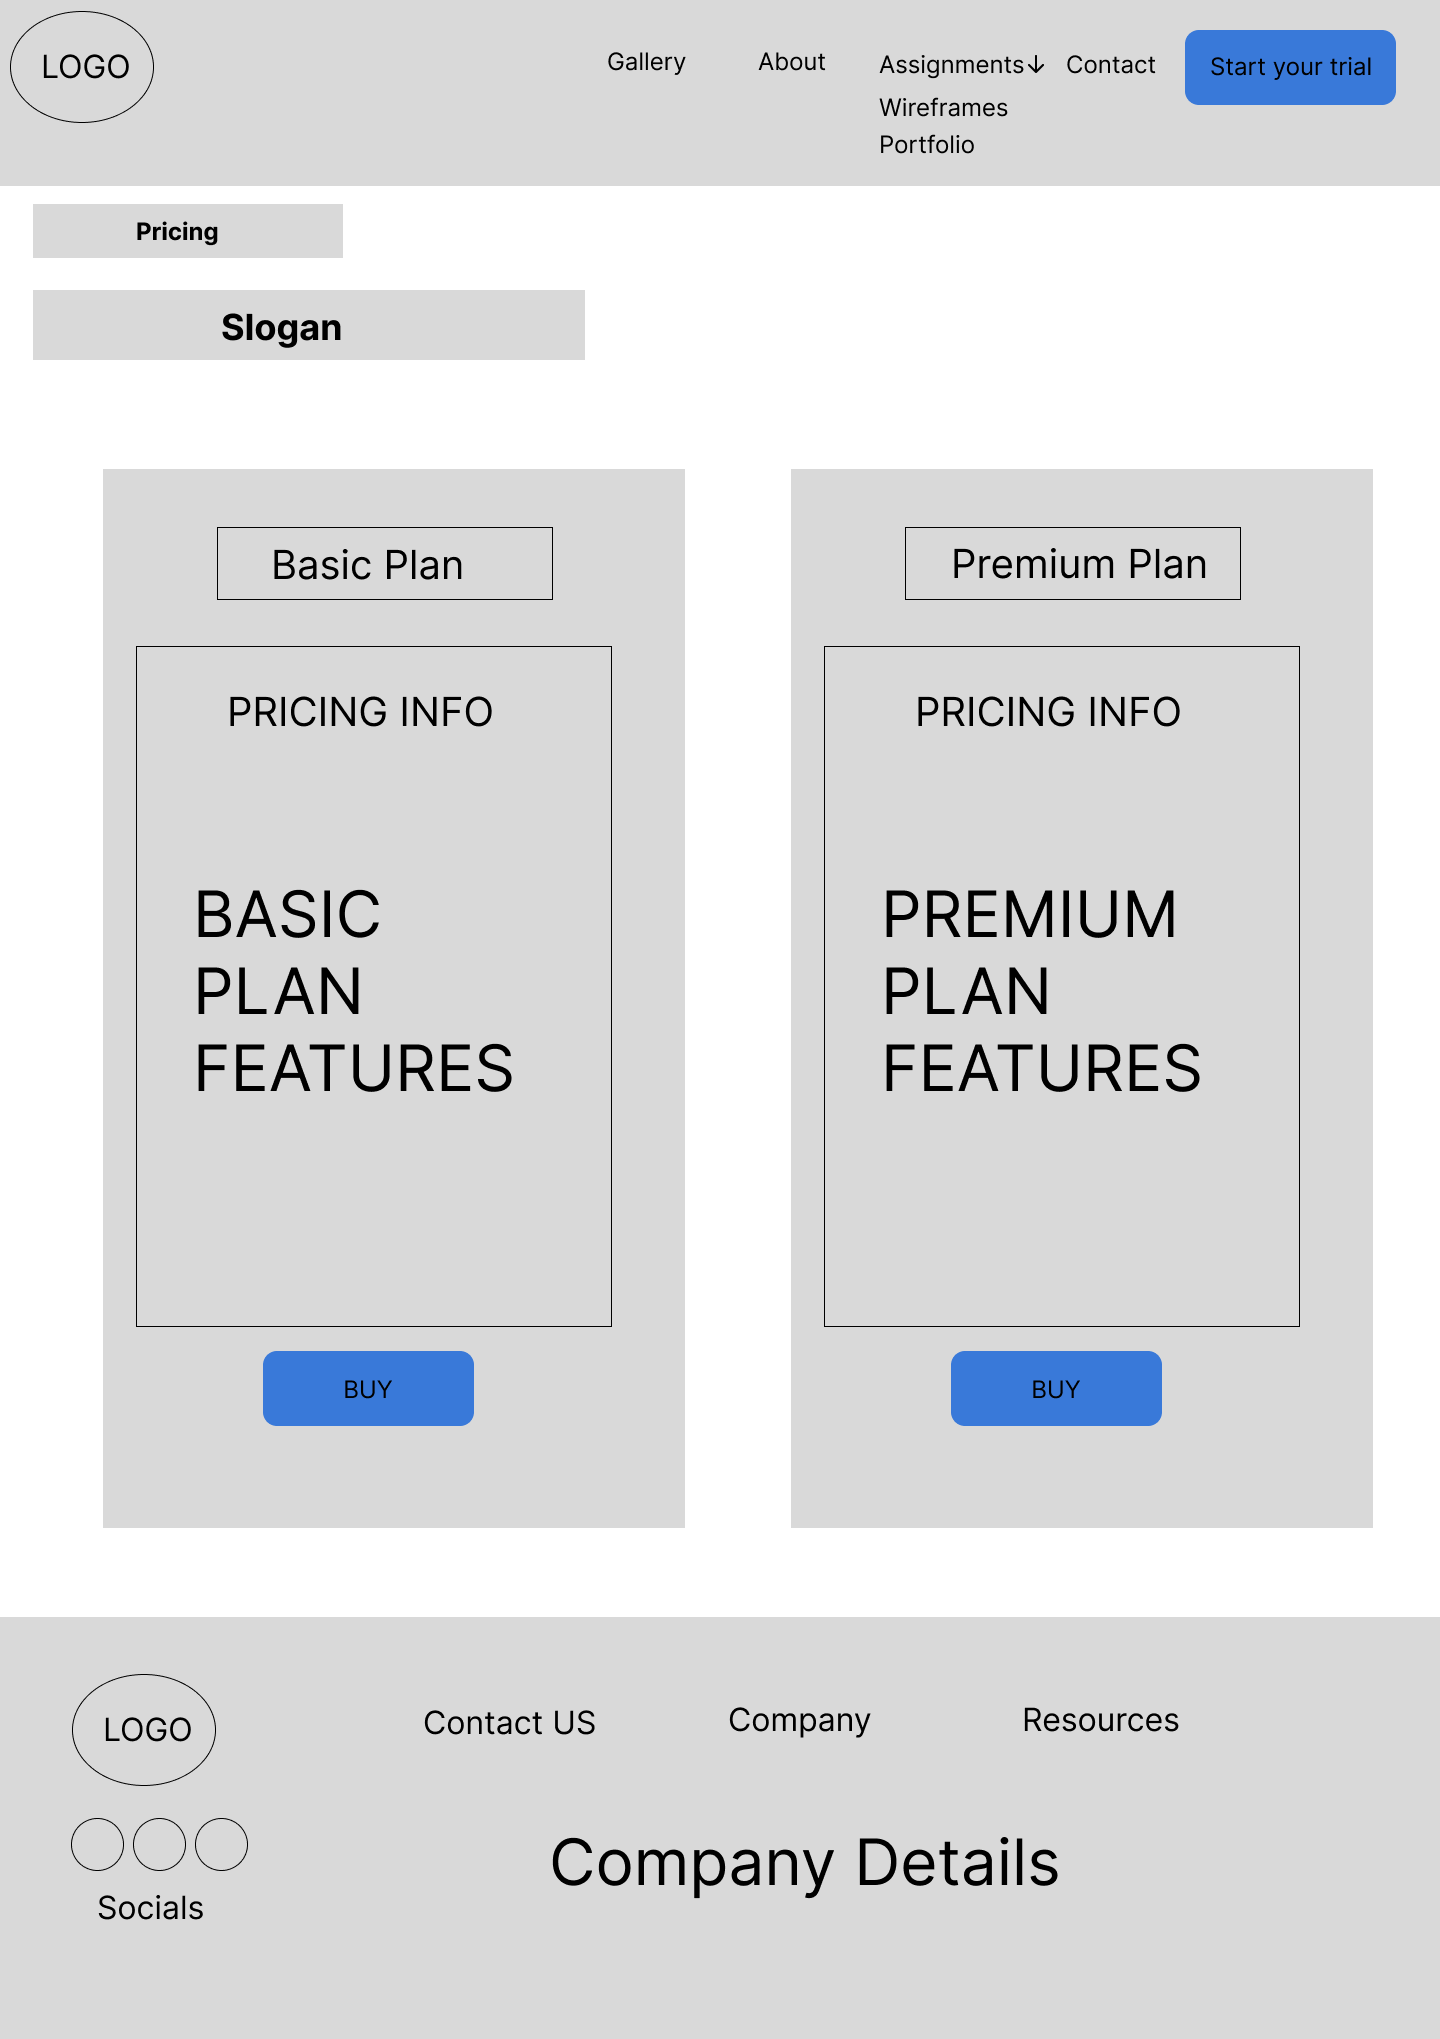 LOGO
Gallery
About
Assignments↓
Contact
Start your trial
Wireframes
Portfolio
Pricing
Slogan
Basic Plan
PRICING INFO
BASIC
PLAN
FEATURES
BUY
Premium Plan
PRICING INFO
PREMIUM
PLAN
FEATURES
BUY
LOGO
Socials
Contact US
Company
Resources
Company Details